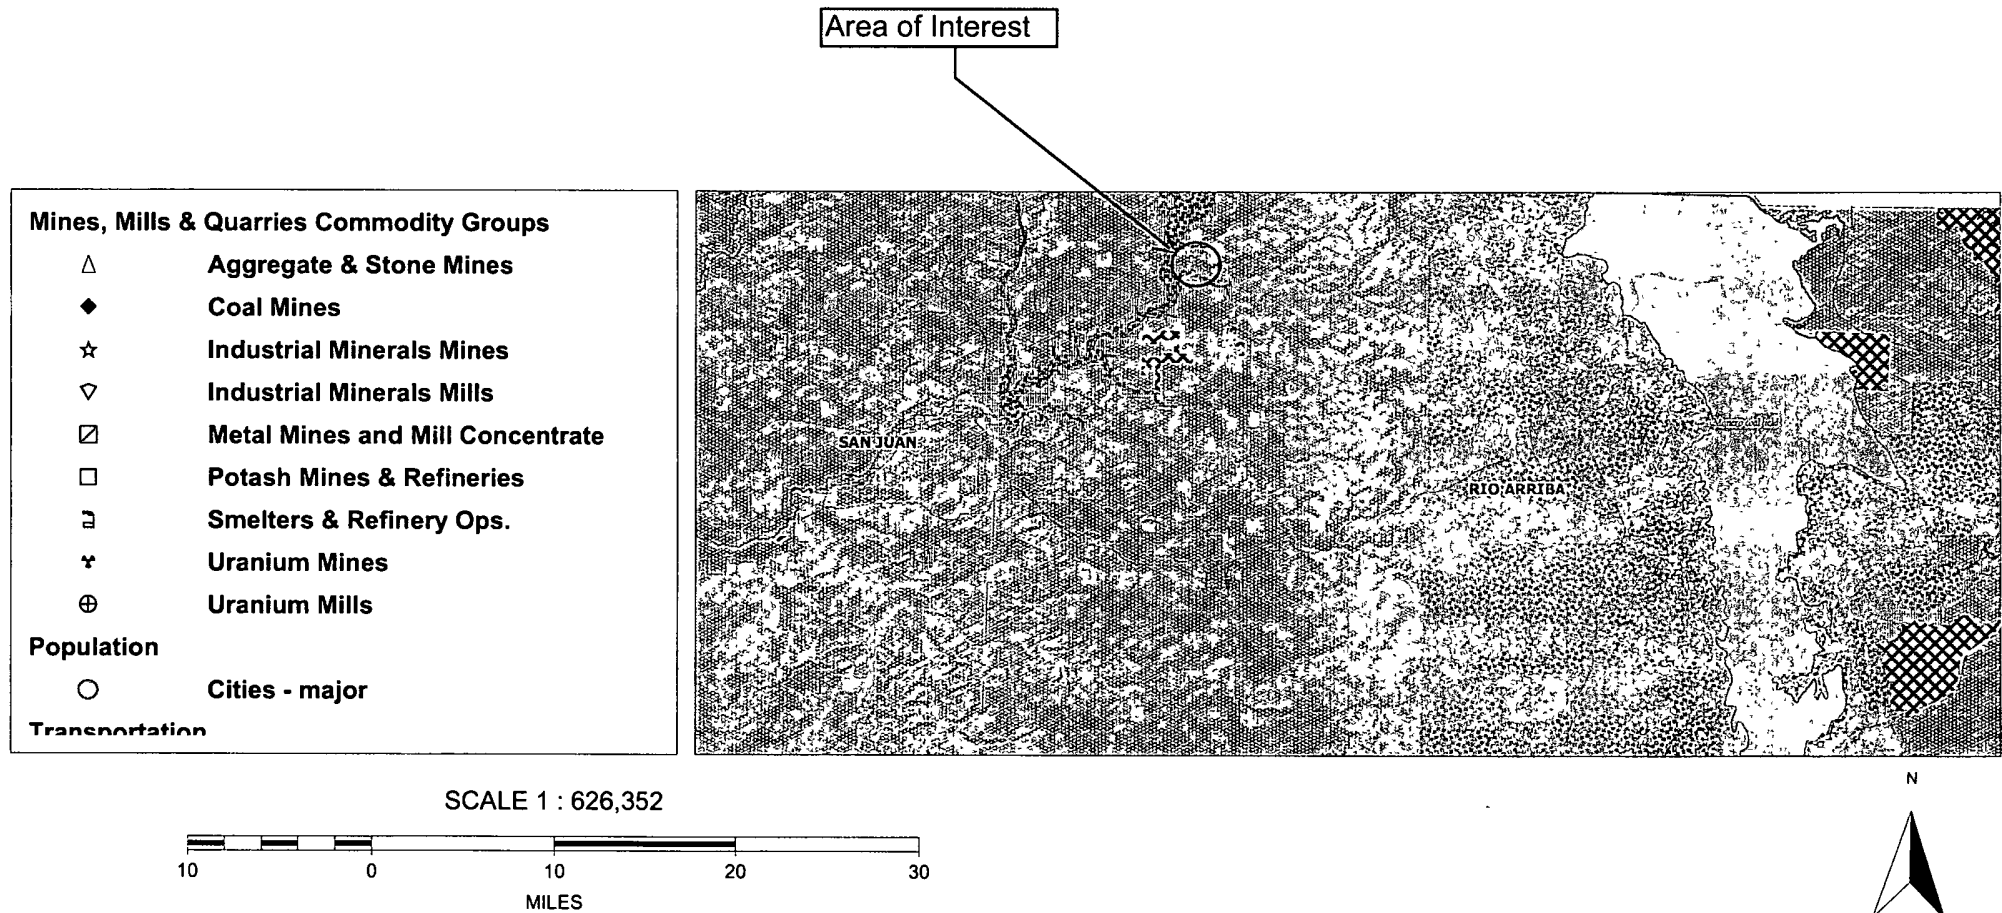 Area of Interest
Mines, Mills & Quarries Commodity Groups
Aggregate & Stone Mines
Coal Mines
Industrial Minerals Mines
Industrial Minerals Mills
Metal Mines and Mill Concentrate
Potash Mines & Refineries
Smelters & Refinery Ops.
Uranium Mines
Uranium Mills
Population
Cities - major
Transportation
SAN JUAN
RIO ARRIBA
SCALE 1 : 626,352
10 0 10 20 30
MILES
N